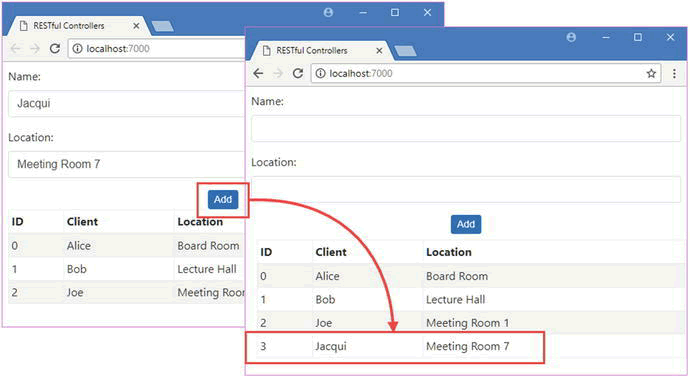 RESTful Controllers
localhost:7000
Name:
Jacqui
Location:
Meeting Room 7
Add
ID Client Location
0 Alice Board Room
1 Bob Lecture Hall
2 Joe Meeting
RESTful Controllers
localhost:7000
Name:
Location:
Add
ID Client Location
0 Alice Board Room
1 Bob Lecture Hall
2 Joe Meeting Room 1
3 Jacqui Meeting Room 7